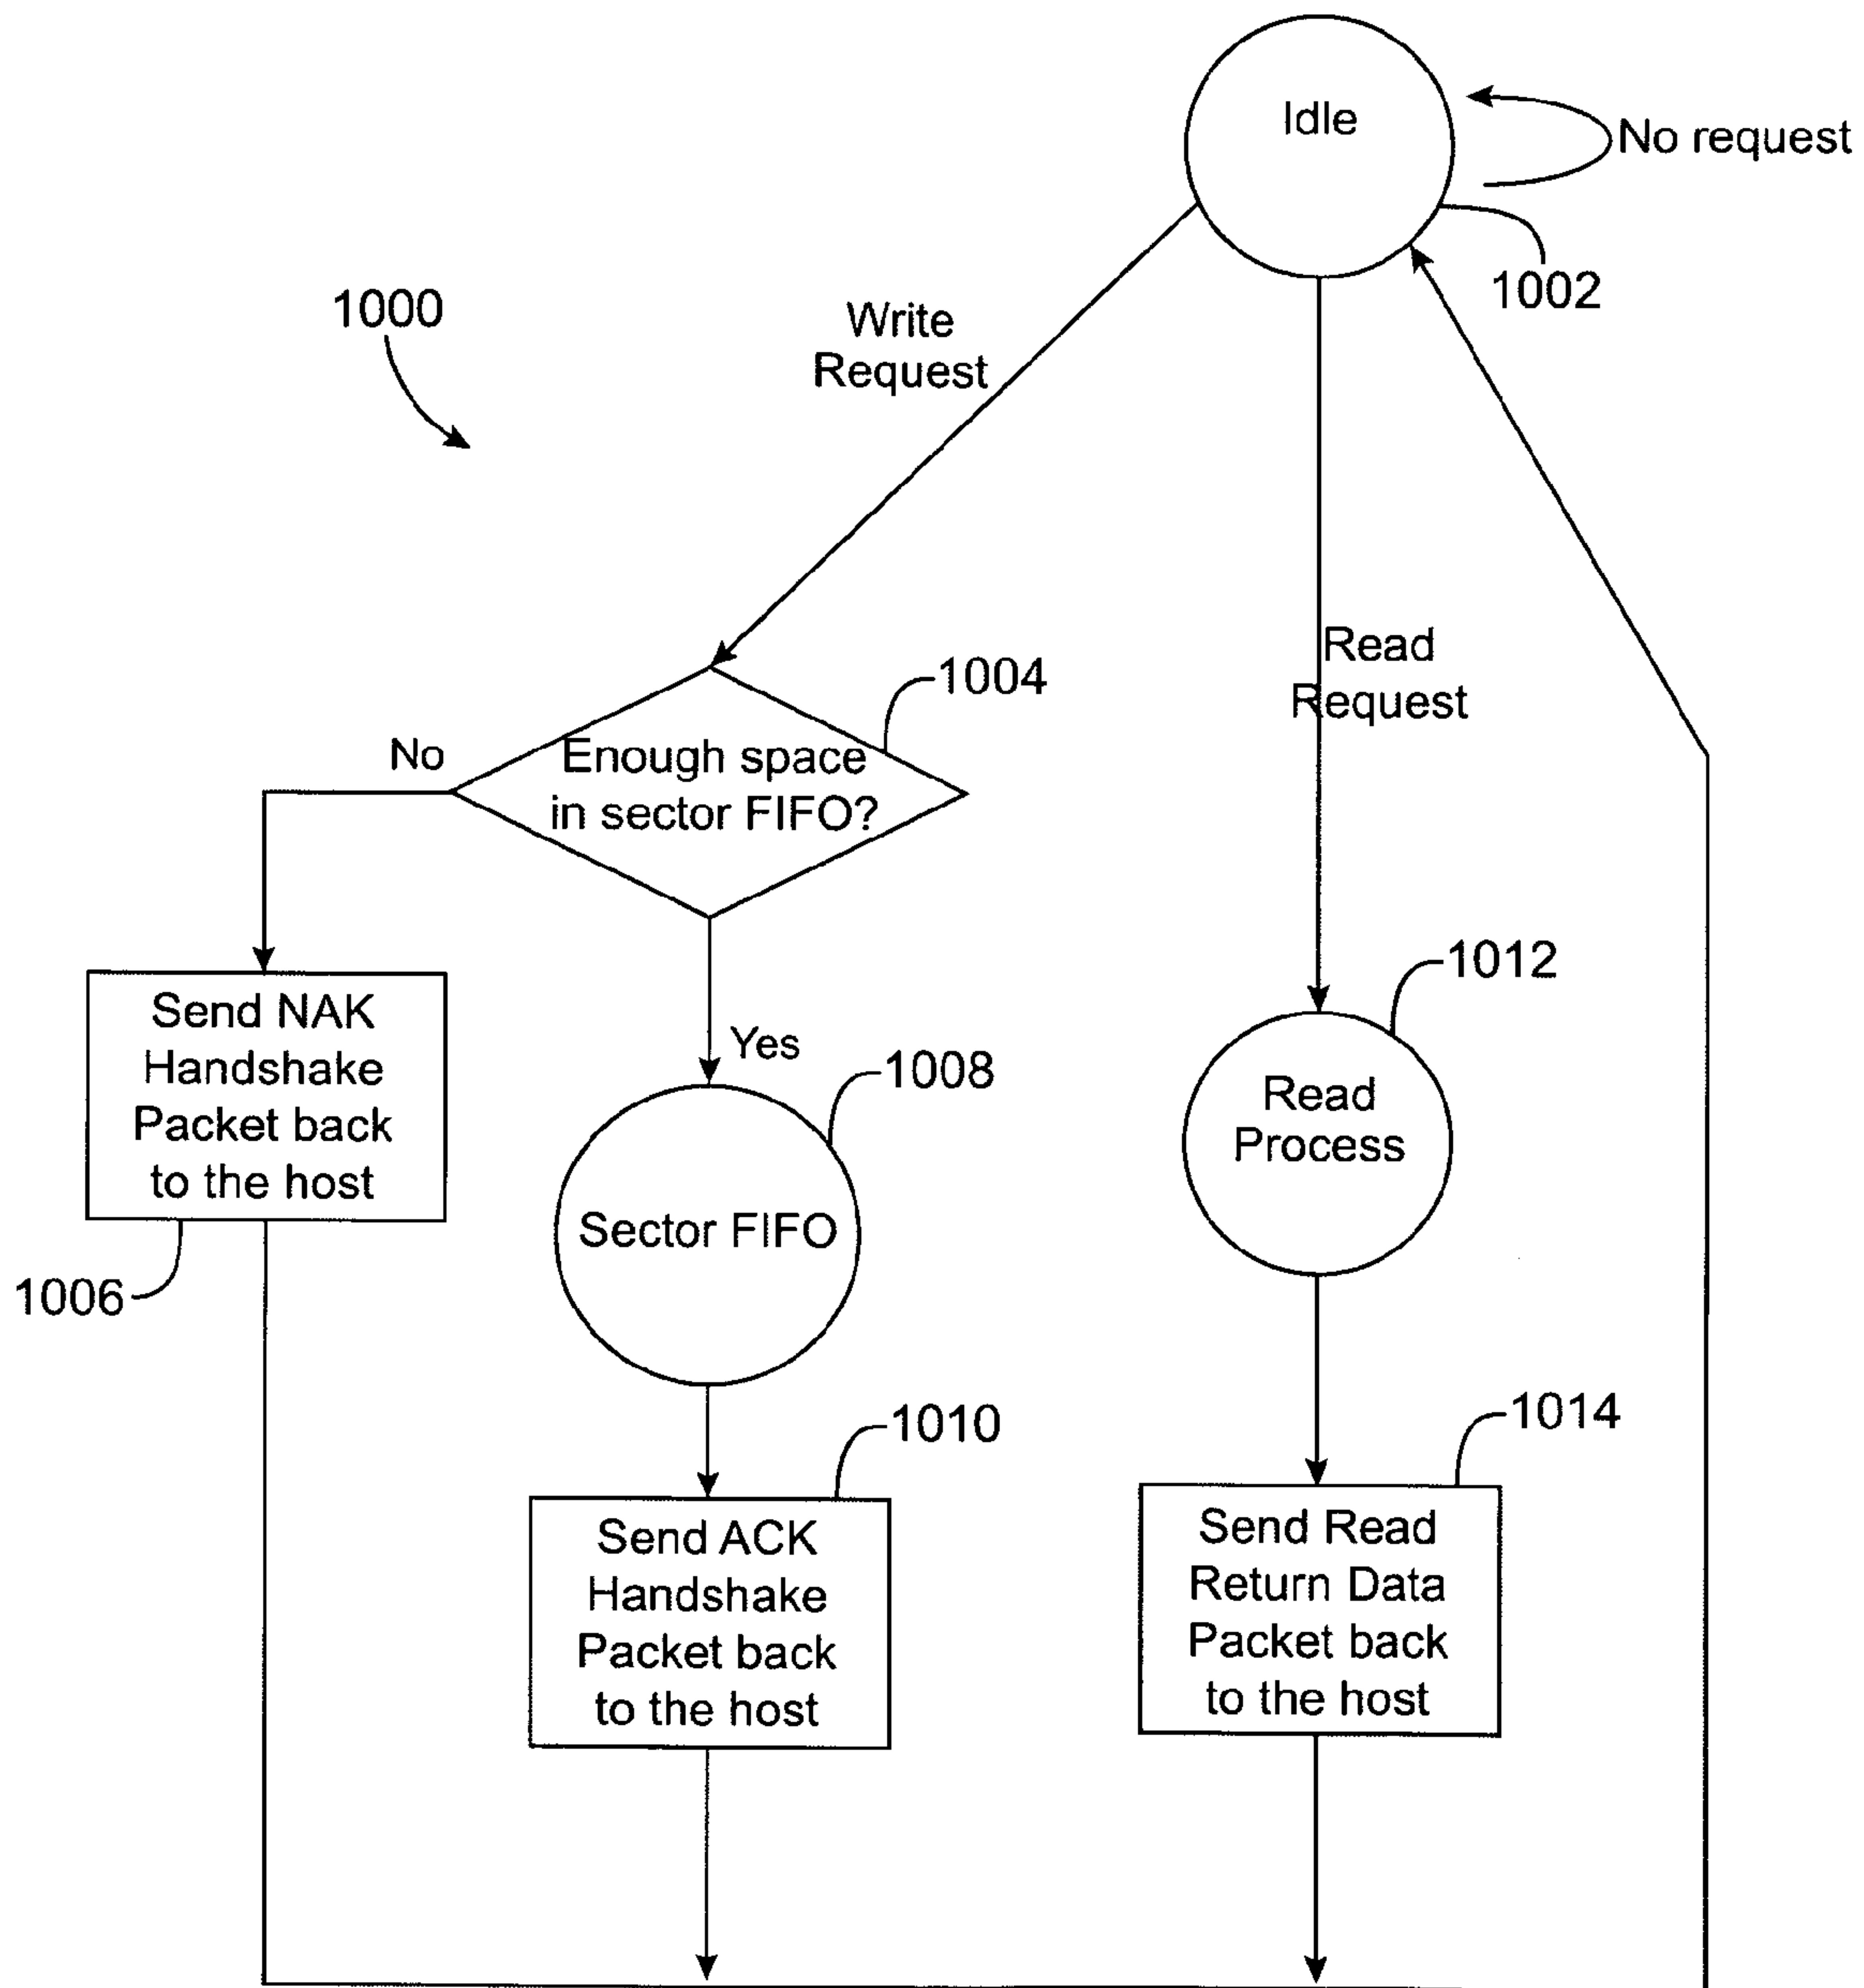 Idle
No request
1002
1000
Write
Request
Read
Request
1004
No
Enough space
in sector FIFO?
Yes
1012
Send NAK
Handshake
Packet back
to the host
1006
1008
Sector FIFO
Read
Process
1010
Send ACK
Handshake
Packet back
to the host
1014
Send Read
Return Data
Packet back
to the host